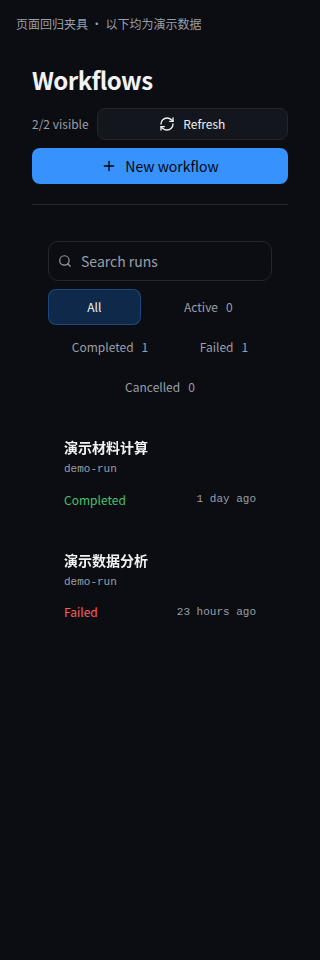 页面回归夹具 · 以下均为演示数据
Workflows
2/2 visible
Refresh
New workflow
Search runs
All
Active 0
Completed 1
Failed 1
Cancelled 0
演示材料计算
demo-run
Completed
1 day ago
演示数据分析
demo-run
Failed
23 hours ago